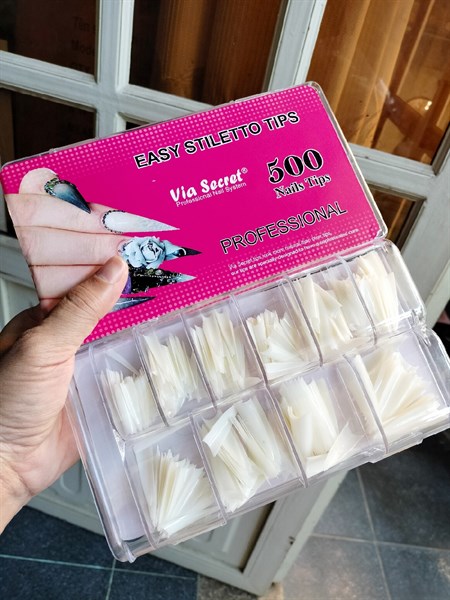 EASY STILETTO TIPS
Via Secret®
Professional Nail System
500
Nails Tips
PROFESSIONAL